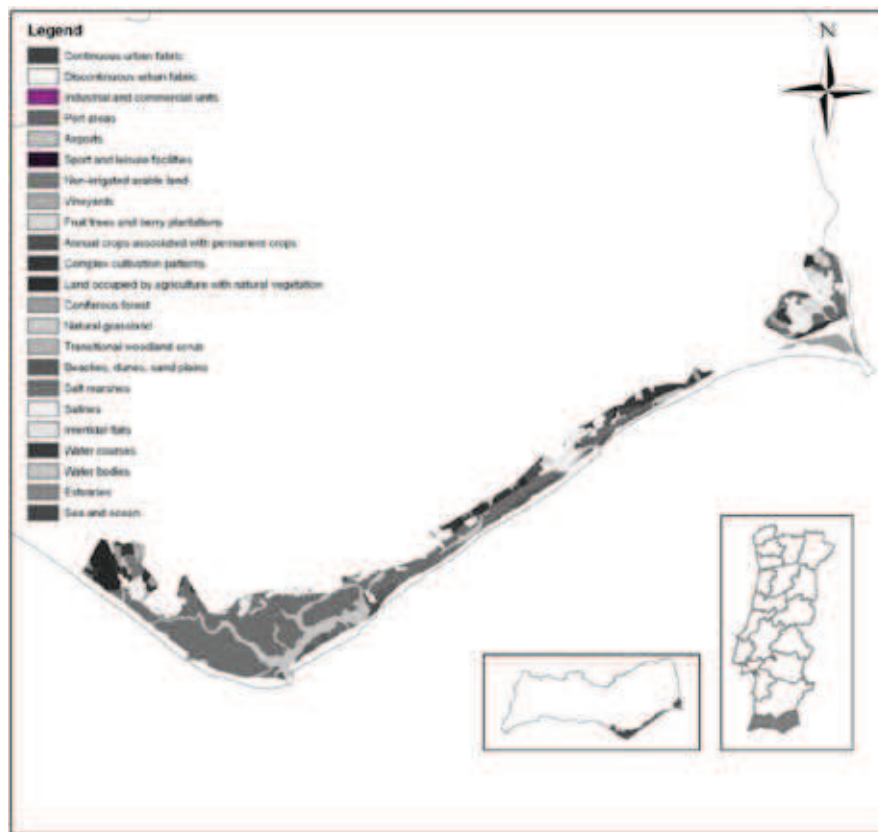 Legend
N
Continuous urban fabric
Discontinuous urban fabric
Industrial and commercial units
Port areas
Airports
Sport and leisure facilities
Non-irrigated arable land
Vineyards
Fruit trees and berry plantations
Annual crops associated with permanent crops
Complex cultivation patterns
Land occupied by agriculture with natural vegetation
Coniferous forest
Natural grassland
Transitional woodland scrub
Beaches, dunes, sand plains
Salt marshes
Salines
Intertidal flats
Water courses
Water bodies
Estuaries
Sea and ocean